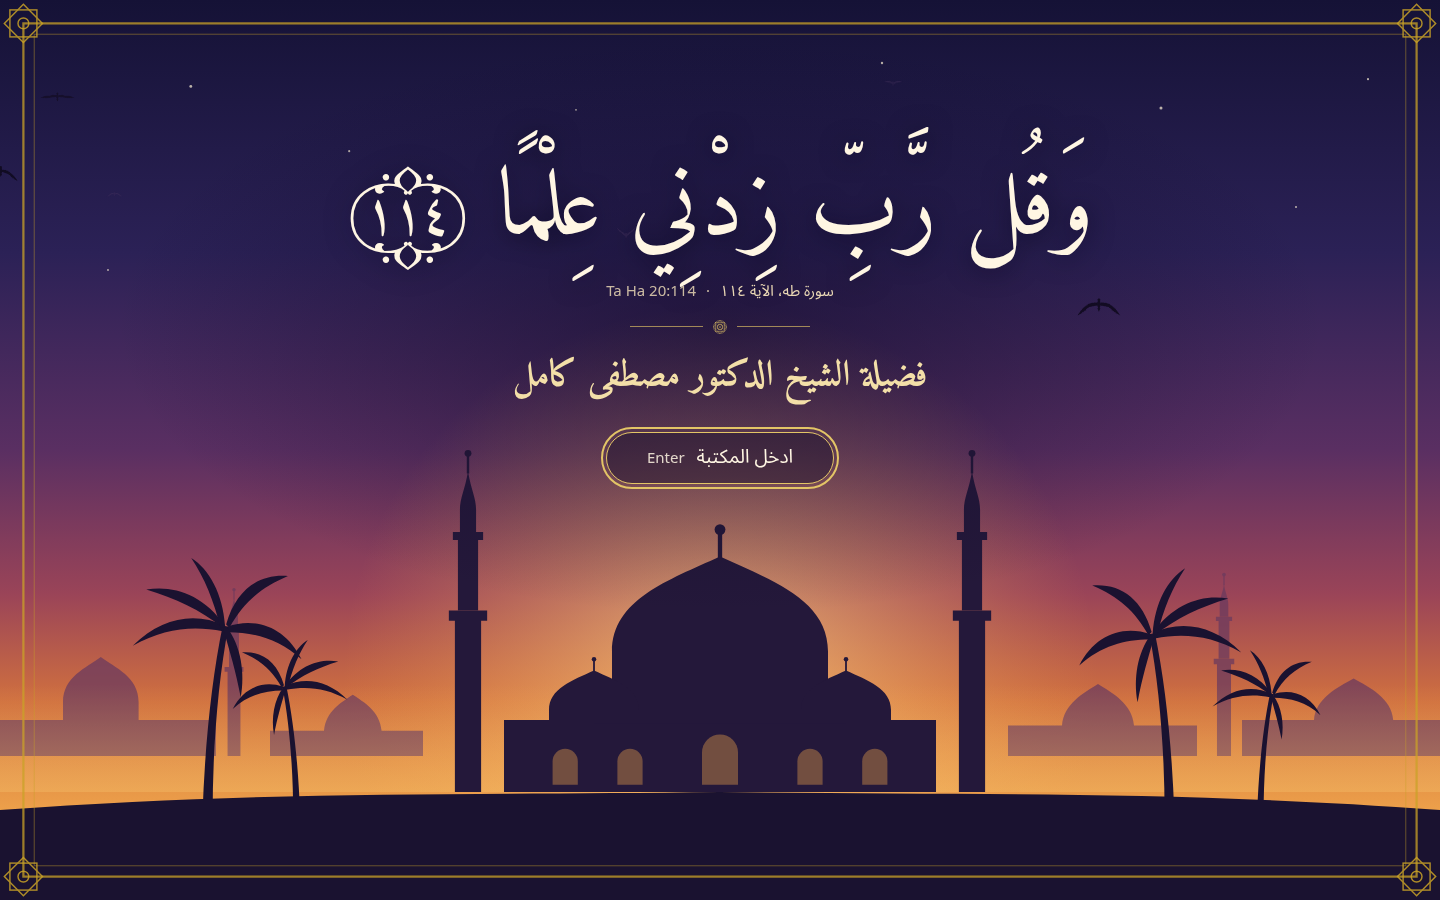 وَقُل رَّبِّ زِدْنِي عِلْمًا ١١٤
سورة طه، الآية ١١٤ · Ta Ha 20:114
فضيلة الشيخ الدكتور مصطفى كامل
ادخل المكتبة Enter